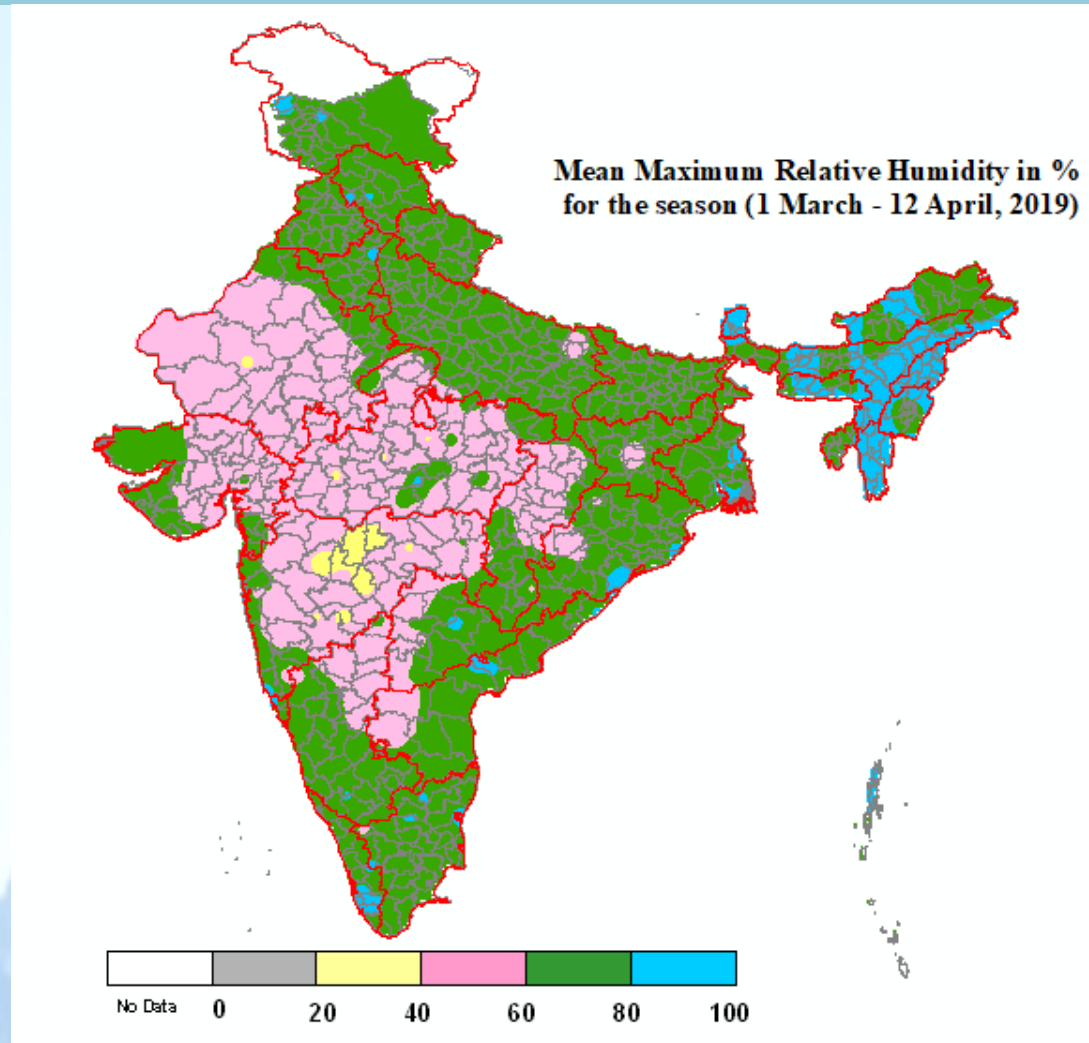 Mean Maximum Relative Humidity in %
for the season (1 March - 12 April, 2019)
No Data 0 20 40 60 80 100